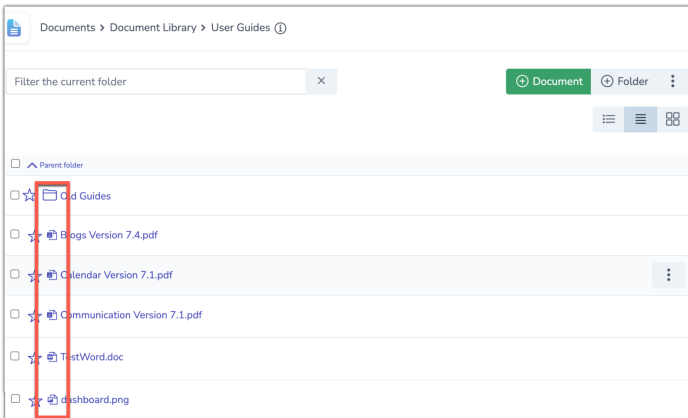 Documents > Document Library > User Guides
Filter the current folder
Document
Folder
Parent folder
Old Guides
Blogs Version 7.4.pdf
Calendar Version 7.1.pdf
Communication Version 7.1.pdf
TestWord.doc
dashboard.png